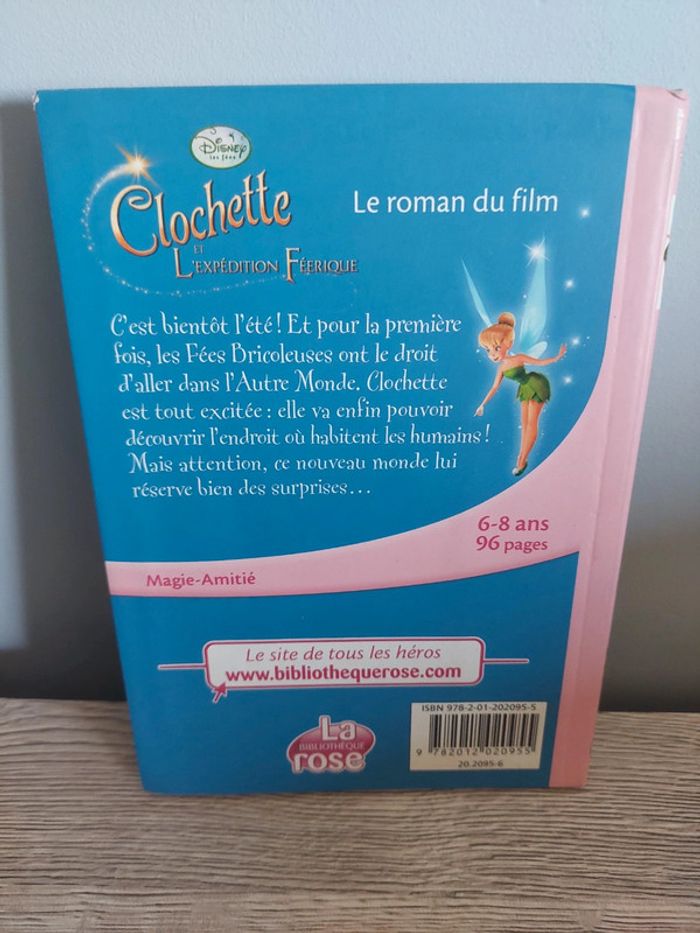 Disney
les fées
Clochette
ET
L'EXPÉDITION FÉERIQUE
Le roman du film
C'est bientôt l'été ! Et pour la première
fois, les Fées Bricoleuses ont le droit
d'aller dans l'Autre Monde. Clochette
est tout excitée : elle va enfin pouvoir
découvrir l'endroit où habitent les humains !
Mais attention, ce nouveau monde lui
réserve bien des surprises...
6-8 ans
96 pages
Magie-Amitié
Le site de tous les héros
www.bibliothequerose.com
La
BIBLIOTHÈQUE
rose
ISBN 978-2-01-202095-5
9 782012 020955
20.2095-6